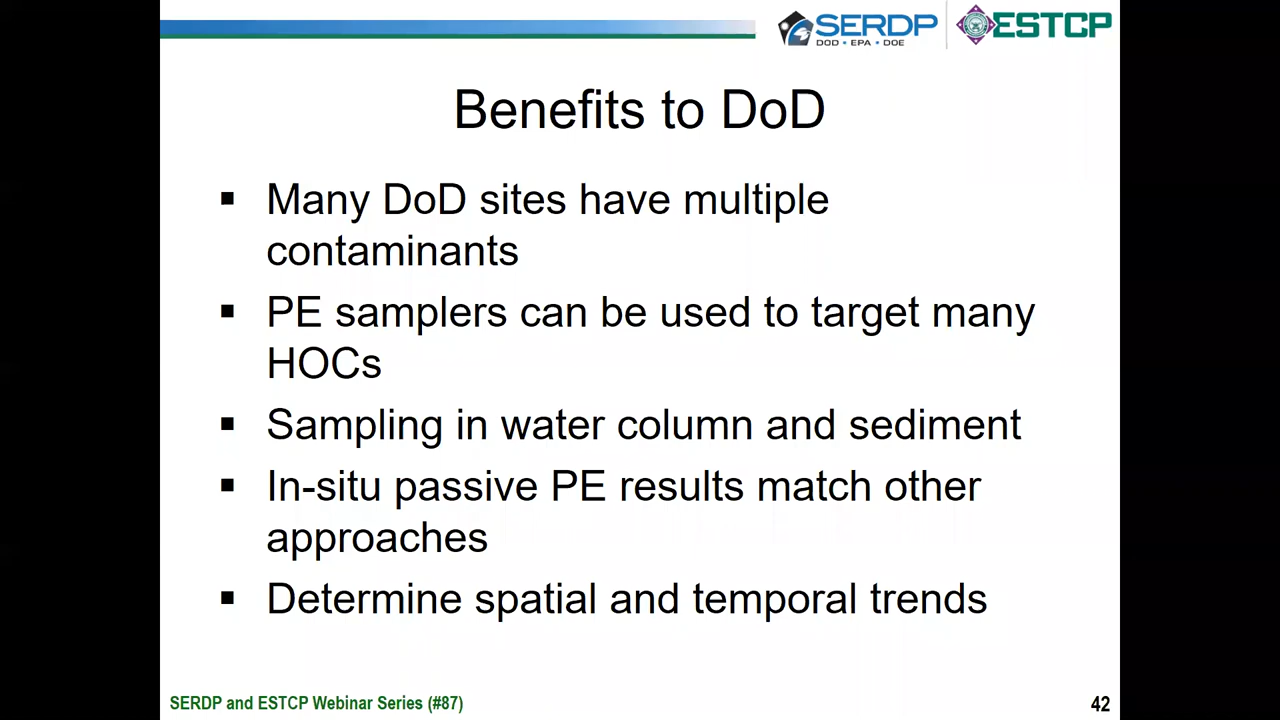 SERDP
DOD • EPA • DOE
ESTCP
Benefits to DoD
▪ Many DoD sites have multiple
contaminants
▪ PE samplers can be used to target many
HOCs
▪ Sampling in water column and sediment
▪ In-situ passive PE results match other
approaches
▪ Determine spatial and temporal trends
SERDP and ESTCP Webinar Series (#87)
42